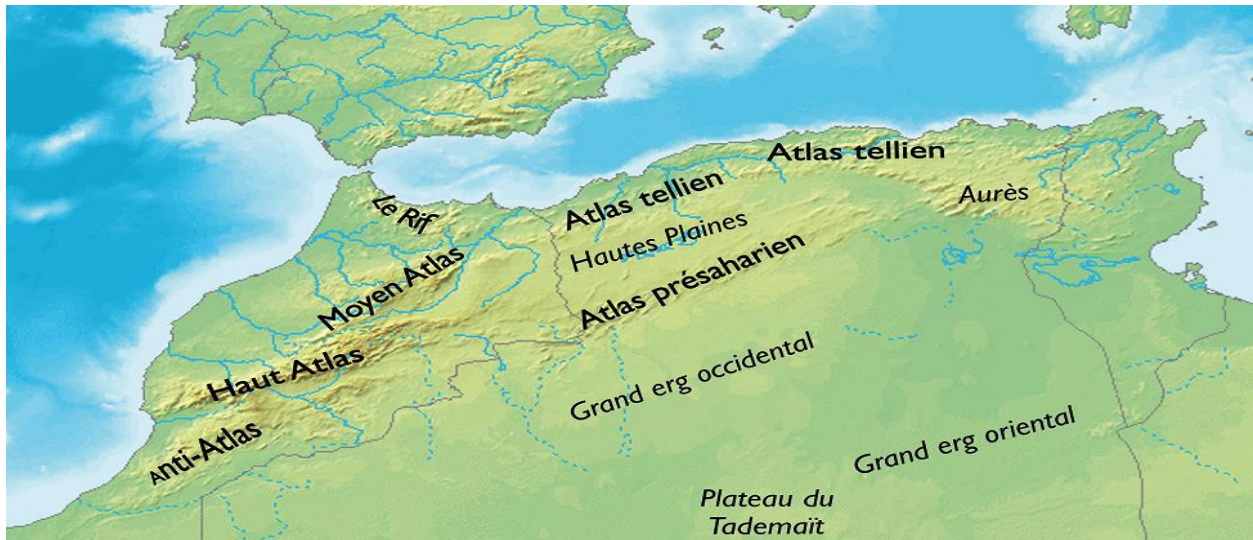 Atlas tellien
Le Rif
Atlas tellien
Aurès
Hautes Plaines
Moyen Atlas
Atlas présaharien
Haut Atlas
Grand erg occidental
Anti-Atlas
Grand erg oriental
Plateau du
Tademaït